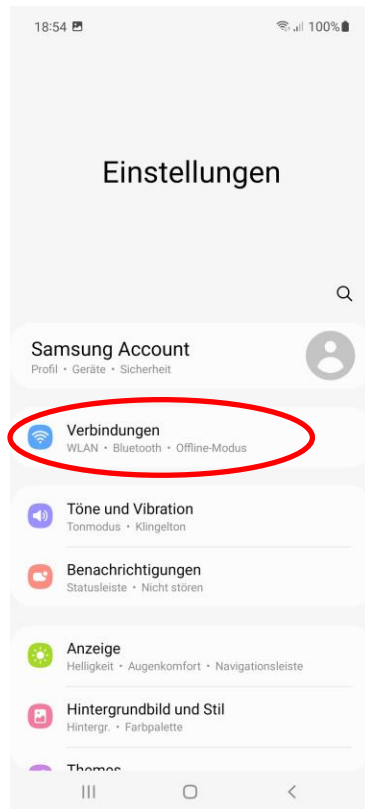 18:54 100%
Einstellungen
Samsung Account
Profil • Geräte • Sicherheit
Verbindungen
WLAN • Bluetooth • Offline-Modus
Töne und Vibration
Tonmodus • Klingelton
Benachrichtigungen
Statusleiste • Nicht stören
Anzeige
Helligkeit • Augenkomfort • Navigationsleiste
Hintergrundbild und Stil
Hintergr. • Farbpalette
Themes